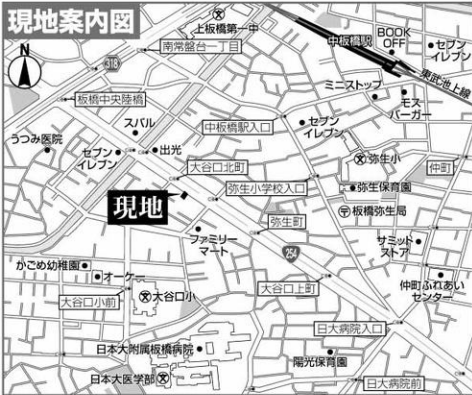 現地案内図
N
上板橋第一中
中板橋駅
BOOK
OFF
セブン
イレブン
南常盤台一丁目
318
東武池上線
ミニストップ
モス
バーガー
板橋中央陸橋
スバル
中板橋駅入口
セブン
イレブン
うつみ医院
セブン
イレブン
出光
大谷口北町
弥生小
仲町
弥生小学校入口
弥生保育園
現地
板橋弥生局
弥生町
ファミリー
マート
254
サミット
ストア
かごめ幼稚園
オーケー
大谷口小
大谷口上町
仲町ふれあい
センター
大谷口小前
日大病院入口
日本大附属板橋病院
陽光保育園
日本大医学部
日大病院前